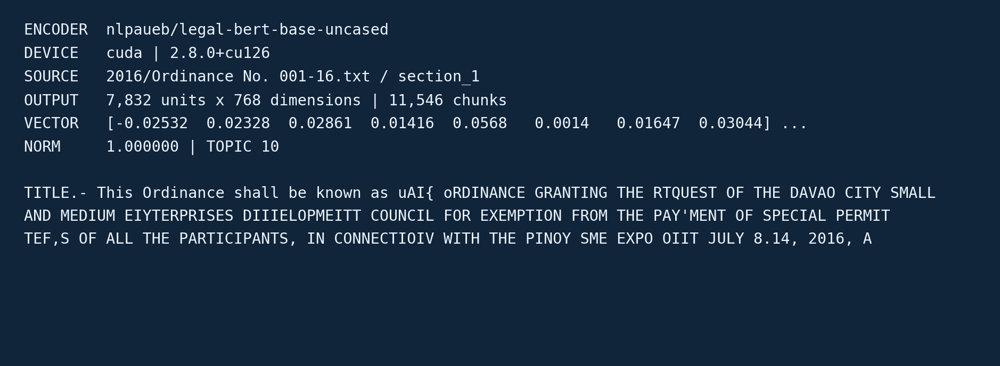 ENCODER nlpaueb/legal-bert-base-uncased
DEVICE cuda | 2.8.0+cu126
SOURCE 2016/Ordinance No. 001-16.txt / section_1
OUTPUT 7,832 units x 768 dimensions | 11,546 chunks
VECTOR [-0.02532 0.02328 0.02861 0.01416 0.0568 0.0014 0.01647 0.03044] ...
NORM 1.000000 | TOPIC 10
TITLE.- This Ordinance shall be known as uAI{ oRDINANCE GRANTING THE RTQUEST OF THE DAVAO CITY SMALL
AND MEDIUM EIYTERPRISES DIIIELOPMEITT COUNCIL FOR EXEMPTION FROM THE PAY'MENT OF SPECIAL PERMIT
TEF,S OF ALL THE PARTICIPANTS, IN CONNECTIOIV WITH THE PINOY SME EXPO OIIT JULY 8.14, 2016, A